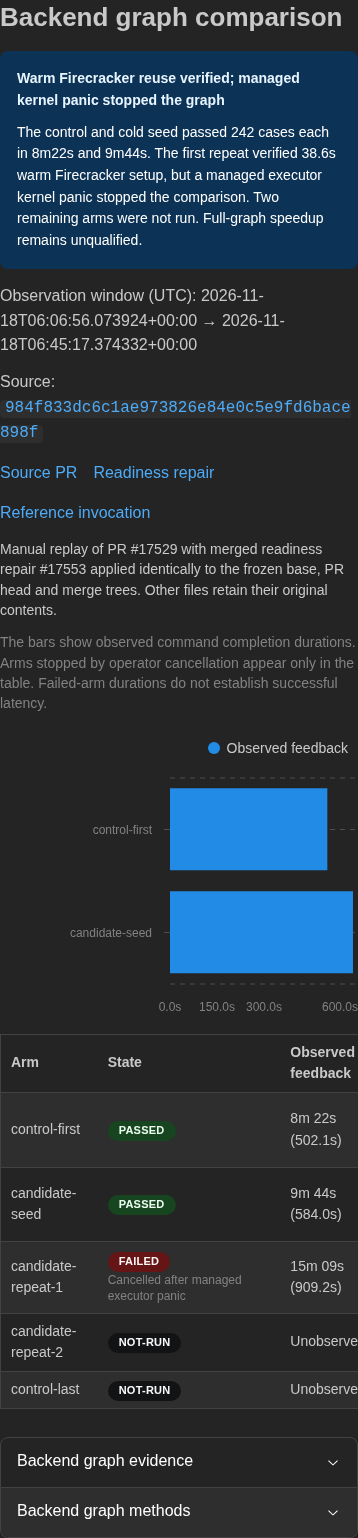 Backend graph comparison
Warm Firecracker reuse verified; managed
kernel panic stopped the graph
The control and cold seed passed 242 cases each
in 8m22s and 9m44s. The first repeat verified 38.6s
warm Firecracker setup, but a managed executor
kernel panic stopped the comparison. Two
remaining arms were not run. Full-graph speedup
remains unqualified.
Observation window (UTC): 2026-11-
18T06:06:56.073924+00:00 → 2026-11-
18T06:45:17.374332+00:00
Source:
984f833dc6c1ae973826e84e0c5e9fd6bace
898f
Source PR Readiness repair
Reference invocation
Manual replay of PR #17529 with merged readiness
repair #17553 applied identically to the frozen base, PR
head and merge trees. Other files retain their original
contents.
The bars show observed command completion durations.
Arms stopped by operator cancellation appear only in the
table. Failed-arm durations do not establish successful
latency.
Observed feedback
control-first
candidate-seed
0.0s 150.0s 300.0s 600.0s
Arm State Observed
feedback
control-first PASSED 8m 22s
(502.1s)
candidate-
seed PASSED 9m 44s
(584.0s)
candidate-
repeat-1 FAILED
Cancelled after managed
executor panic
15m 09s
(909.2s)
candidate-
repeat-2 NOT-RUN Unobserve
control-last NOT-RUN Unobserve
Backend graph evidence
Backend graph methods